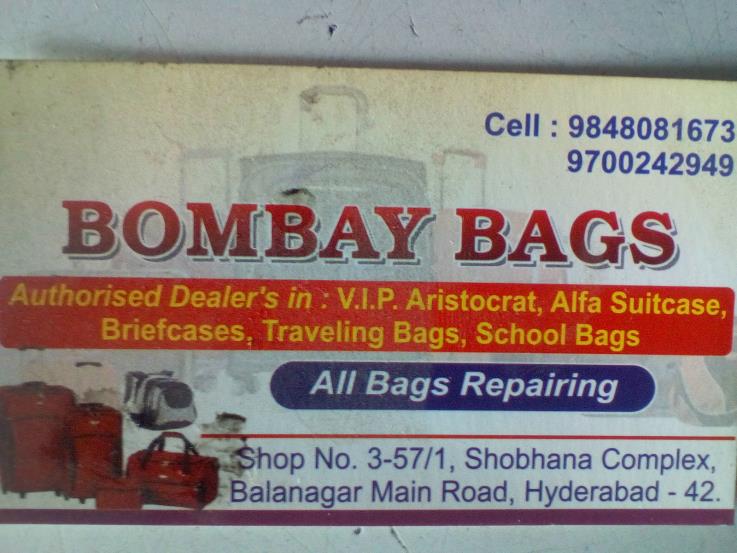 Cell : 9848081673
9700242949
BOMBAY BAGS
Authorised Dealer's in : V.I.P. Aristocrat, Alfa Suitcase,
Briefcases, Traveling Bags, School Bags
All Bags Repairing
Shop No. 3-57/1, Shobhana Complex,
Balanagar Main Road, Hyderabad - 42.